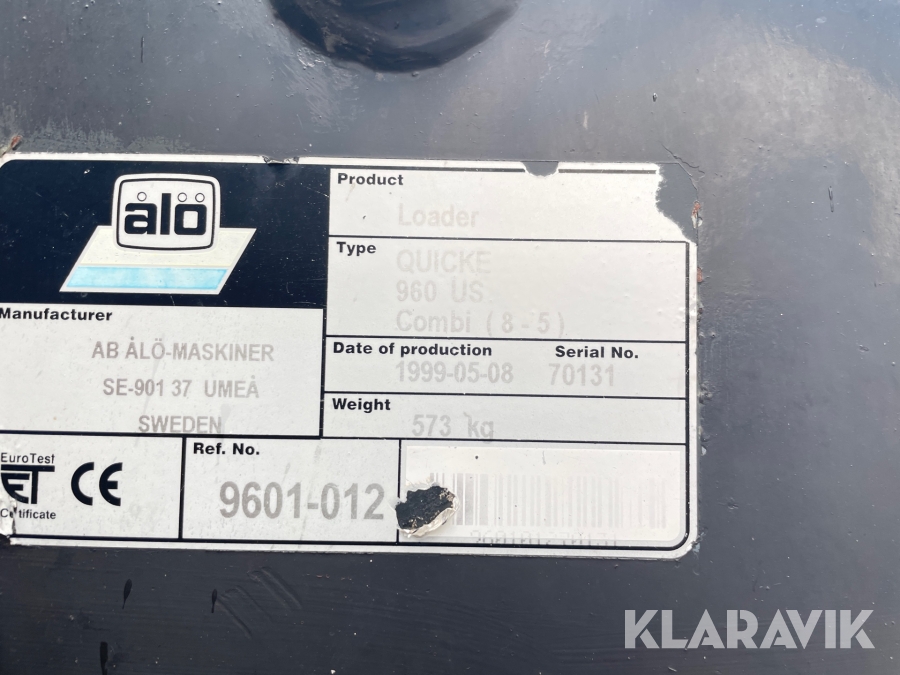 ålö
Product
Loader
Type
QUICKE
960 US
Combi (8-5)
Manufacturer
AB ÅLÖ-MASKINER
SE-901 37 UMEÅ
SWEDEN
Date of production
1999-05-08
Serial No.
70131
Weight
573 kg
EuroTest
ET
Certificate
CE
Ref. No.
9601-012
KLARAVIK